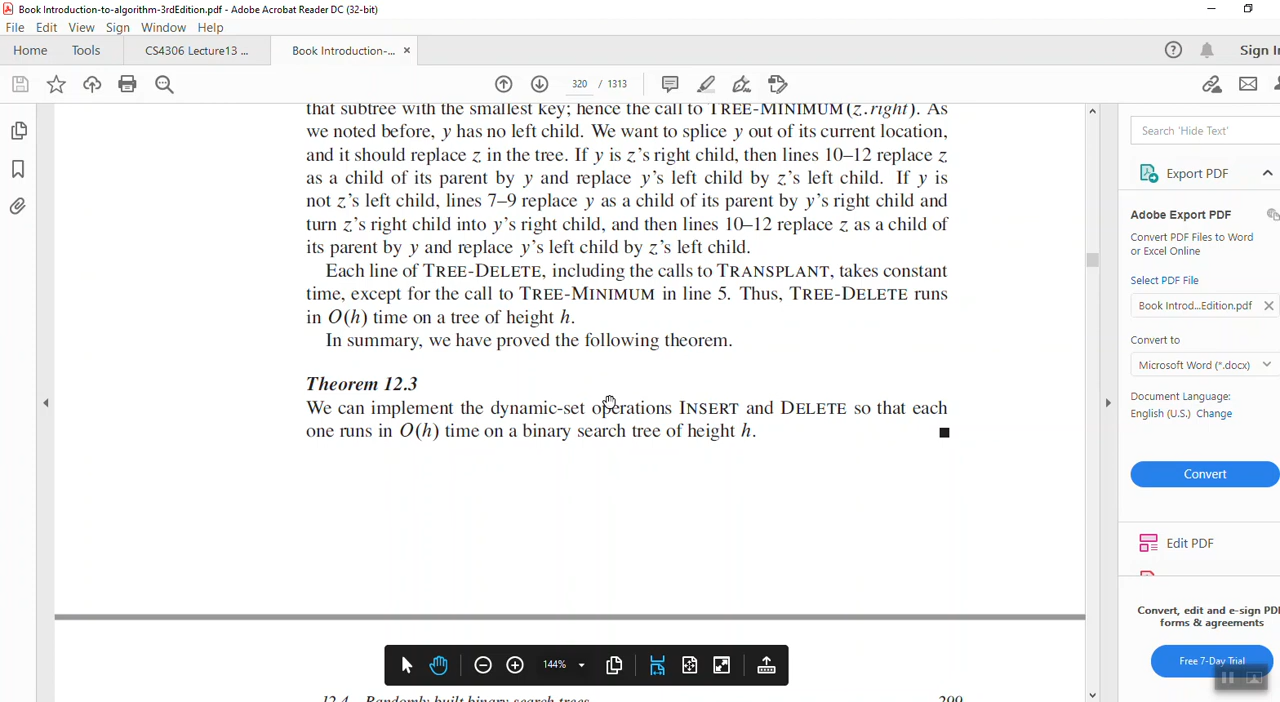 Book Introduction-to-algorithm-3rdEdition.pdf - Adobe Acrobat Reader DC (32-bit)
File Edit View Sign Window Help
Home Tools CS4306 Lecture13 ... Book Introduction-... × Sign In
320 / 1313
that subtree with the smallest key; hence the call to TREE-MINIMUM(z.right). As
we noted before, y has no left child. We want to splice y out of its current location,
and it should replace z in the tree. If y is z's right child, then lines 10–12 replace z
as a child of its parent by y and replace y's left child by z's left child. If y is
not z's left child, lines 7–9 replace y as a child of its parent by y's right child and
turn z's right child into y's right child, and then lines 10–12 replace z as a child of
its parent by y and replace y's left child by z's left child.
Each line of TREE-DELETE, including the calls to TRANSPLANT, takes constant
time, except for the call to TREE-MINIMUM in line 5. Thus, TREE-DELETE runs
in O(h) time on a tree of height h.
In summary, we have proved the following theorem.
Theorem 12.3
We can implement the dynamic-set operations INSERT and DELETE so that each
one runs in O(h) time on a binary search tree of height h.
144%
12.4 Randomly built binary search trees 299
Search 'Hide Text'
Export PDF
Adobe Export PDF
Convert PDF Files to Word
or Excel Online
Select PDF File
Book Introd...Edition.pdf ×
Convert to
Microsoft Word (*.docx)
Document Language:
English (U.S.) Change
Convert
Edit PDF
Convert, edit and e-sign PDF
forms & agreements
Free 7-Day Trial